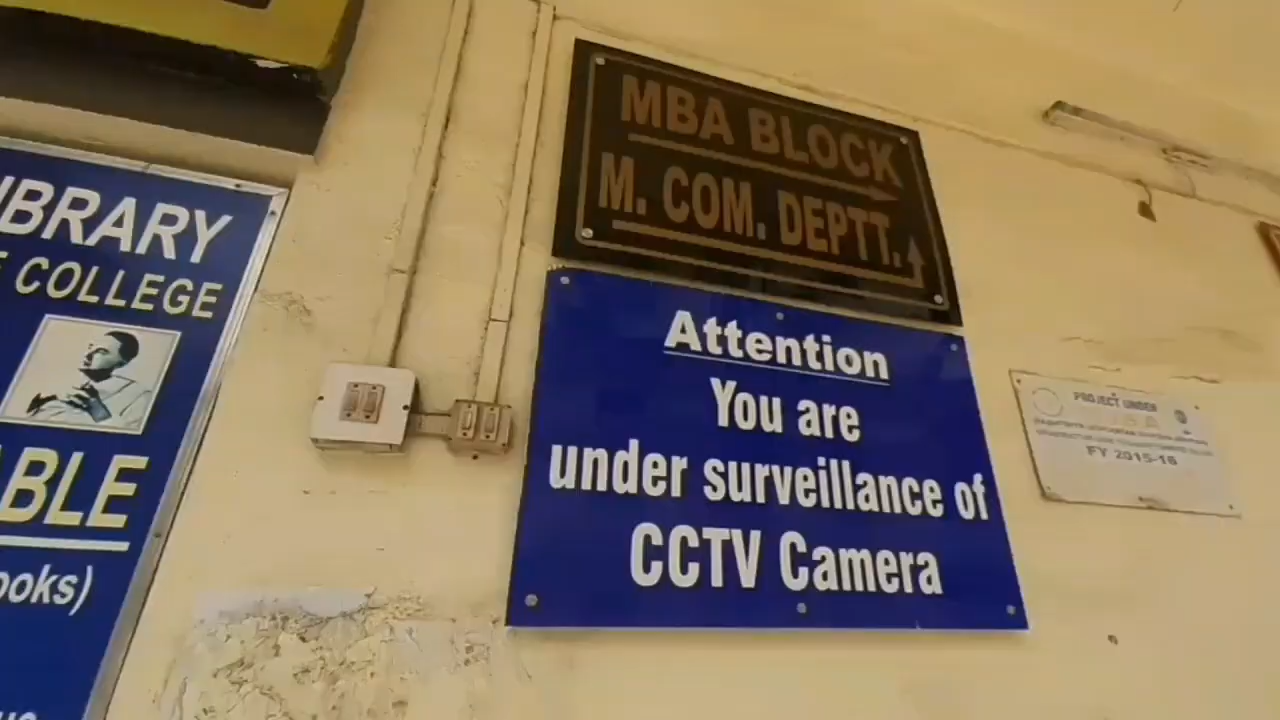 IBRARY
COLLEGE
ABLE
ooks)
MBA BLOCK
M. COM. DEPTT.
Attention
You are
under surveillance of
CCTV Camera
PROJECT UNDER
FY 2015-16